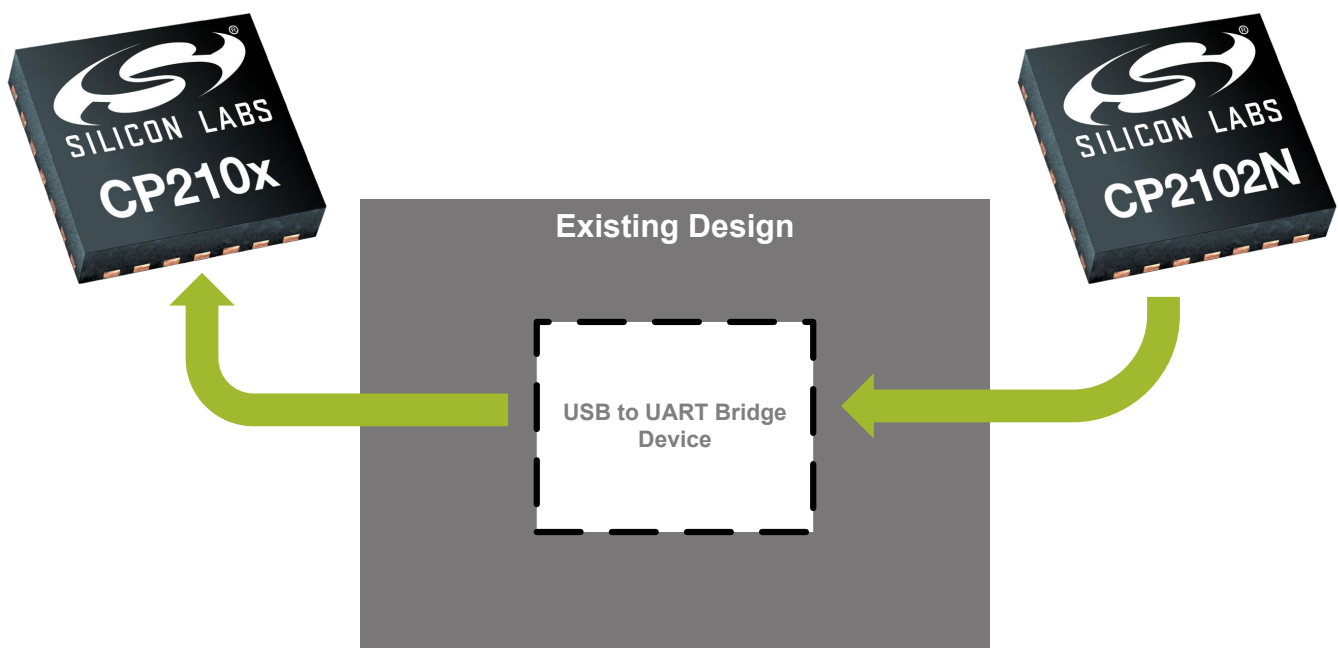 SILICON LABS
®
CP210x
SILICON LABS
®
CP2102N
Existing Design
USB to UART Bridge
Device